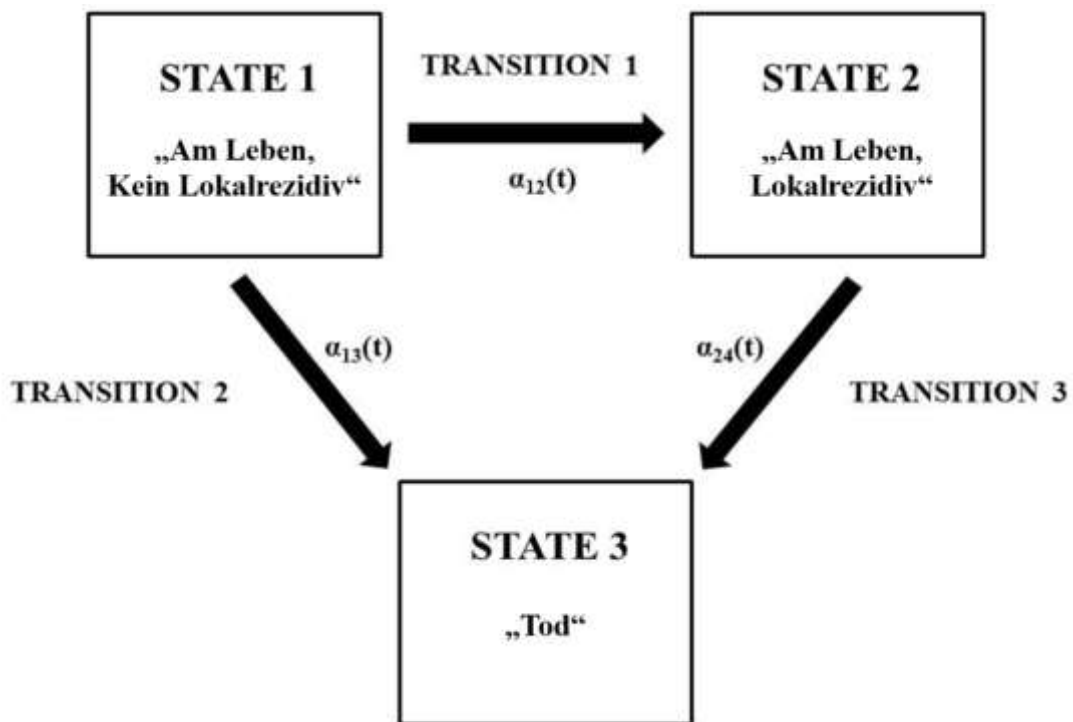 STATE 1
„Am Leben,
Kein Lokalrezidiv“
TRANSITION 1
α₁₂(t)
STATE 2
„Am Leben,
Lokalrezidiv“
TRANSITION 2
α₁₃(t)
α₂₄(t)
TRANSITION 3
STATE 3
„Tod“